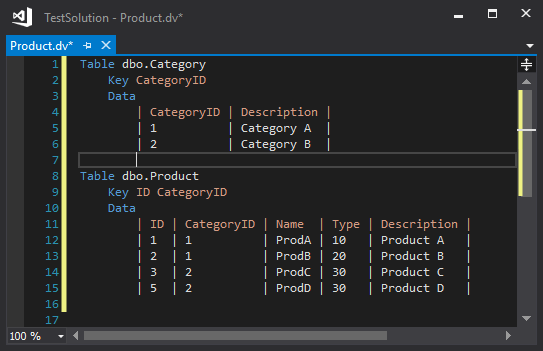 TestSolution - Product.dv*
Product.dv*
1 Table dbo.Category
2 Key CategoryID
3 Data
4 | CategoryID | Description |
5 | 1 | Category A |
6 | 2 | Category B |
7 |
8 Table dbo.Product
9 Key ID CategoryID
10 Data
11 | ID | CategoryID | Name | Type | Description |
12 | 1 | 1 | ProdA | 10 | Product A |
13 | 2 | 1 | ProdB | 20 | Product B |
14 | 3 | 2 | ProdC | 30 | Product C |
15 | 5 | 2 | ProdD | 30 | Product D |
16
17
100 %